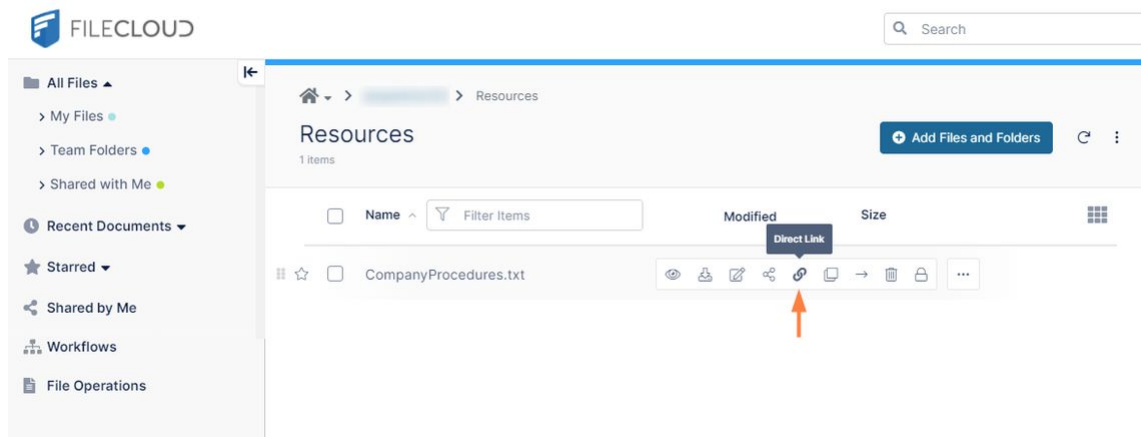 FILECLOUD
Search
All Files
My Files
Team Folders
Shared with Me
Recent Documents
Starred
Shared by Me
Workflows
File Operations
Resources
Resources
1 items
Add Files and Folders
Name
Filter Items
Modified
Size
Direct Link
CompanyProcedures.txt